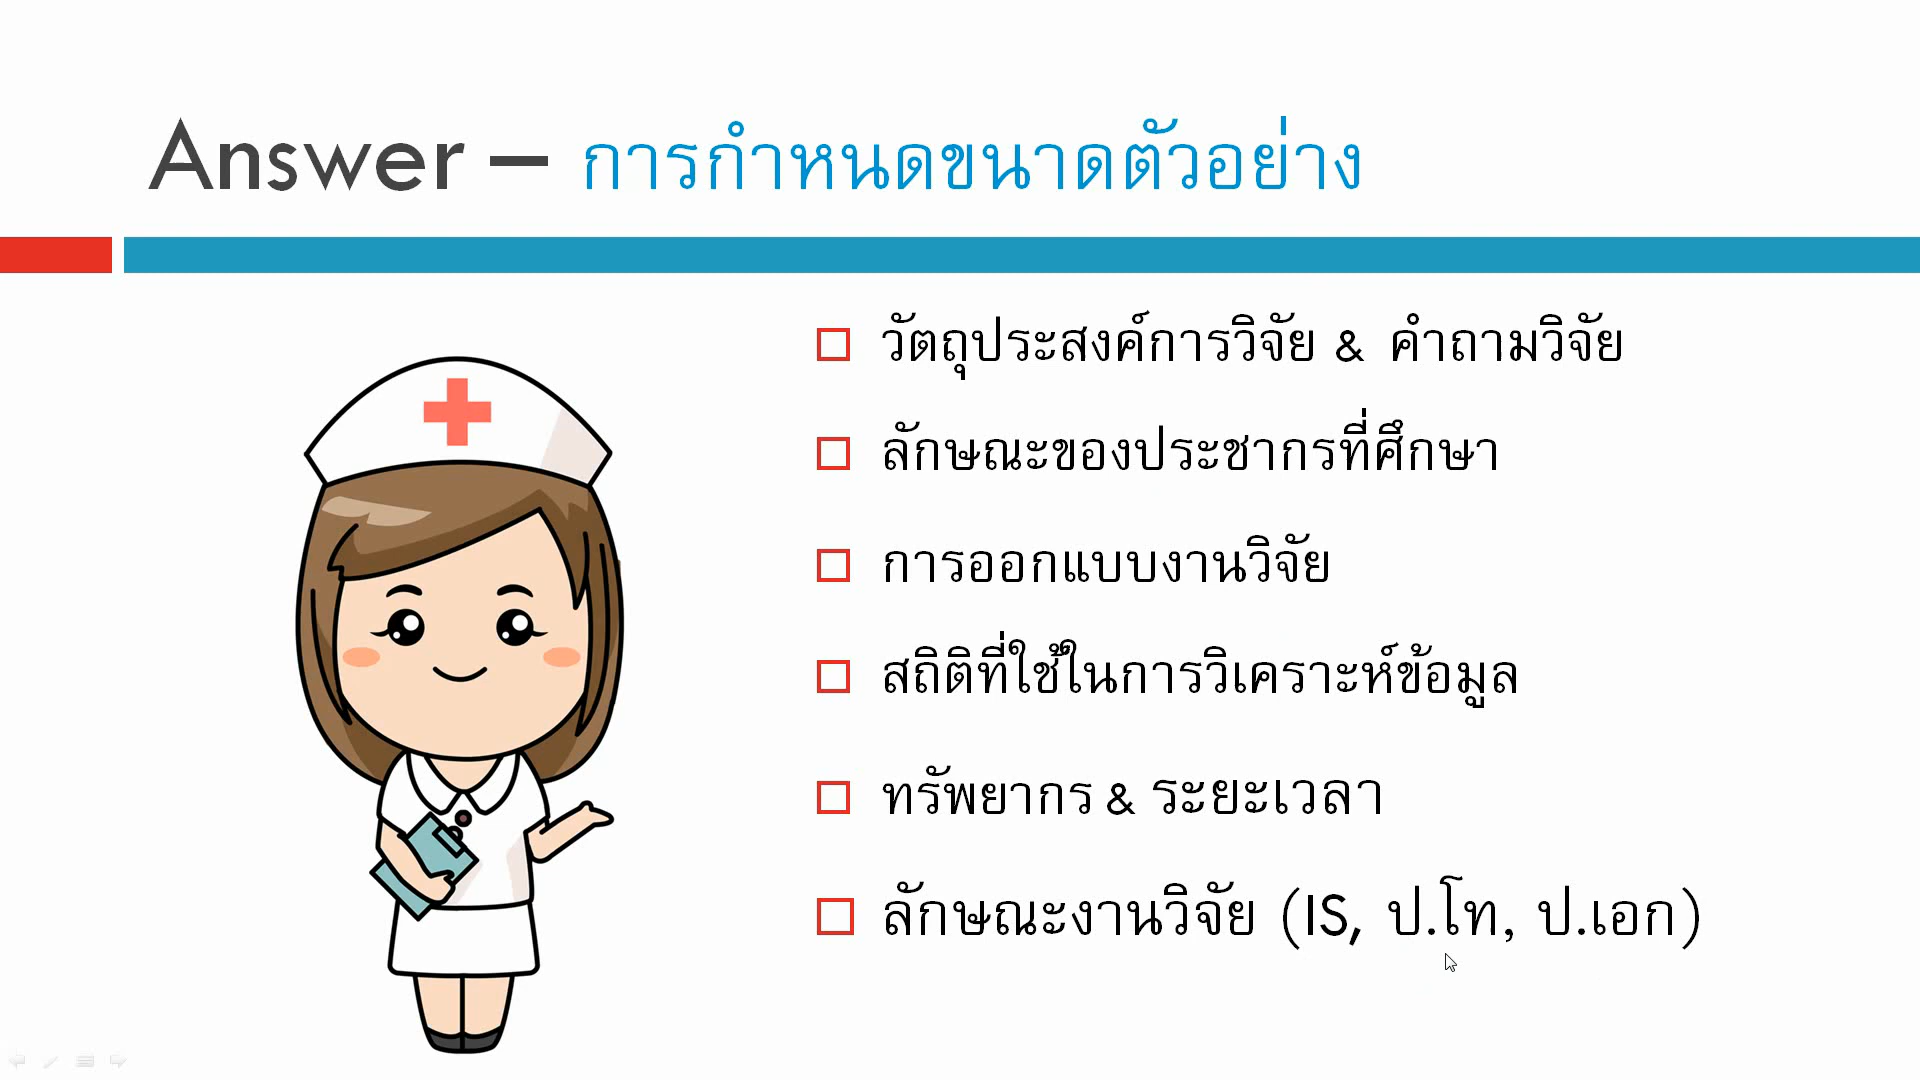 Answer – การกำหนดขนาดตัวอย่าง
วัตถุประสงค์การวิจัย & คำถามวิจัย
ลักษณะของประชากรที่ศึกษา
การออกแบบงานวิจัย
สถิติที่ใช้ในการวิเคราะห์ข้อมูล
ทรัพยากร & ระยะเวลา
ลักษณะงานวิจัย (IS, ป.โท, ป.เอก)